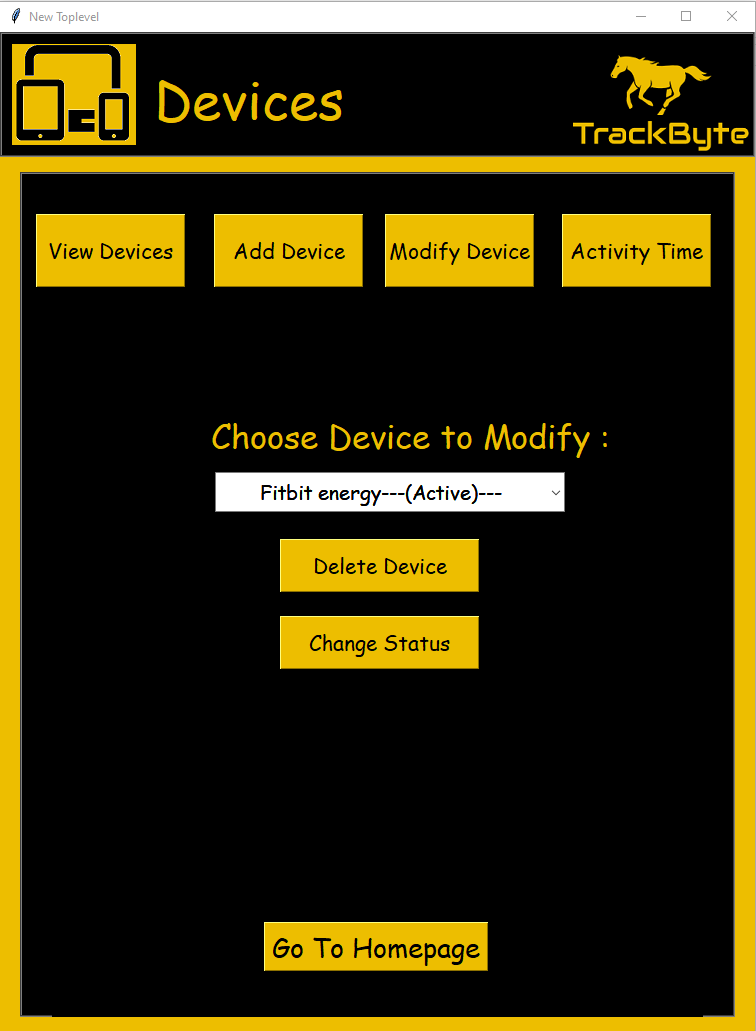 New Toplevel
Devices
TrackByte
View Devices
Add Device
Modify Device
Activity Time
Choose Device to Modify :
Fitbit energy---(Active)---
Delete Device
Change Status
Go To Homepage